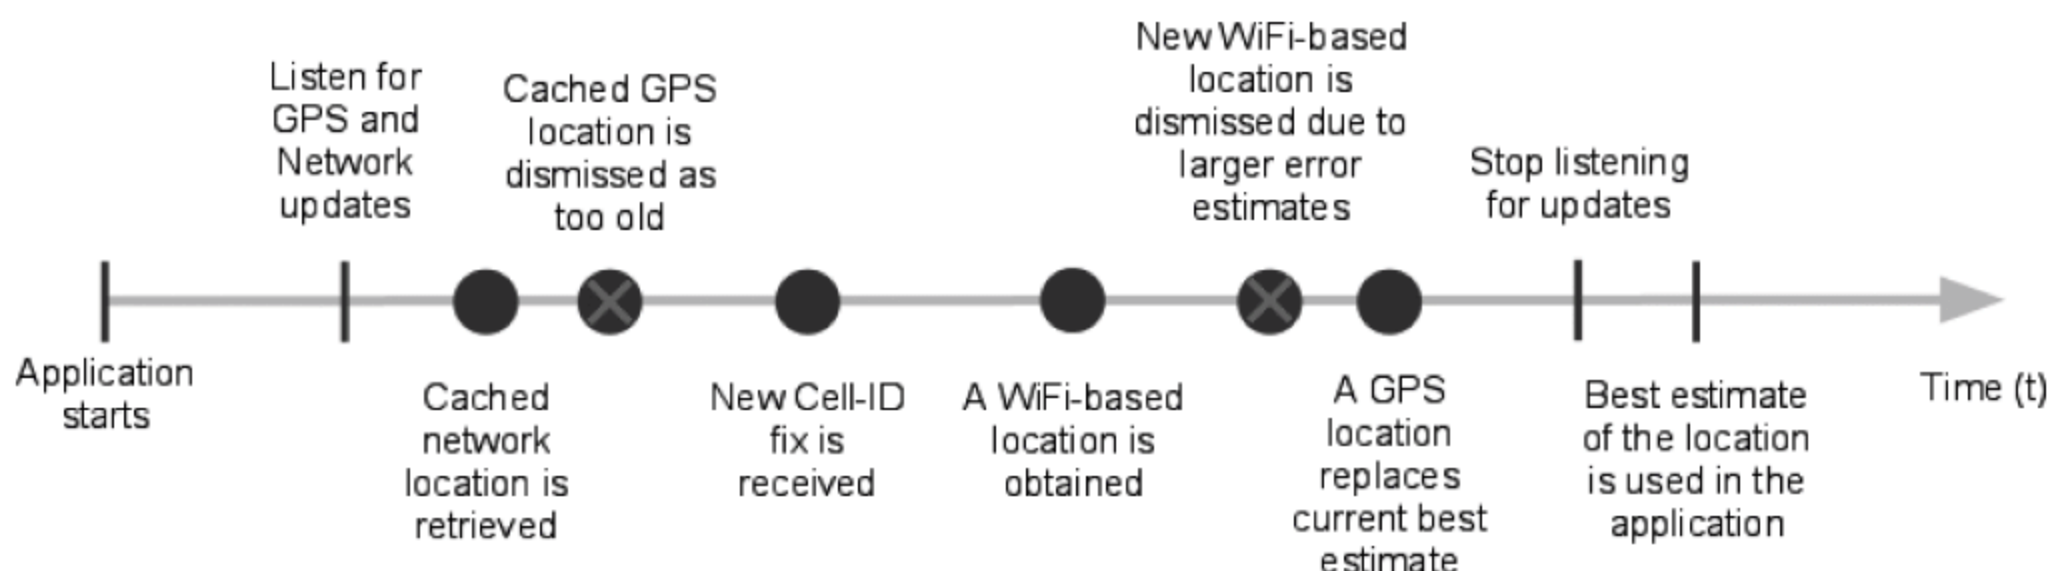 Application
starts
Listen for
GPS and
Network
updates
Cached
network
location is
retrieved
Cached GPS
location is
dismissed as
too old
New Cell-ID
fix is
received
A WiFi-based
location is
obtained
New WiFi-based
location is
dismissed due to
larger error
estimates
A GPS
location
replaces
current best
estimate
Stop listening
for updates
Best estimate
of the location
is used in the
application
Time (t)